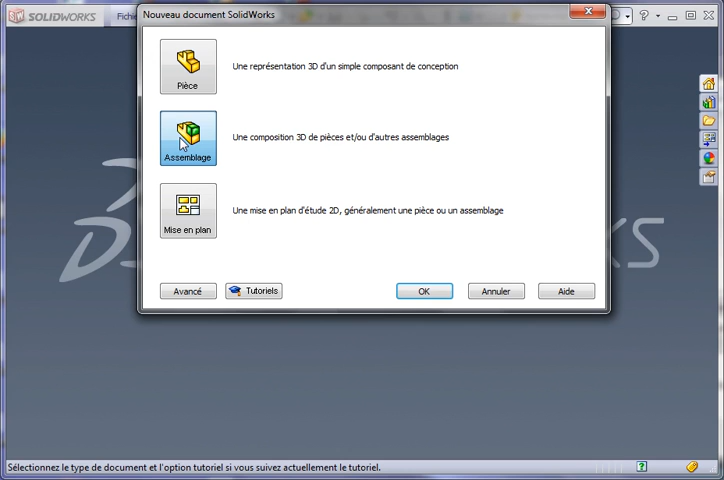 SOLIDWORKS Fichie
Nouveau document SolidWorks
Pièce
Une représentation 3D d'un simple composant de conception
Assemblage
Une composition 3D de pièces et/ou d'autres assemblages
Mise en plan
Une mise en plan d'étude 2D, généralement une pièce ou un assemblage
Avancé Tutoriels OK Annuler Aide
Sélectionnez le type de document et l'option tutoriel si vous suivez actuellement le tutoriel.